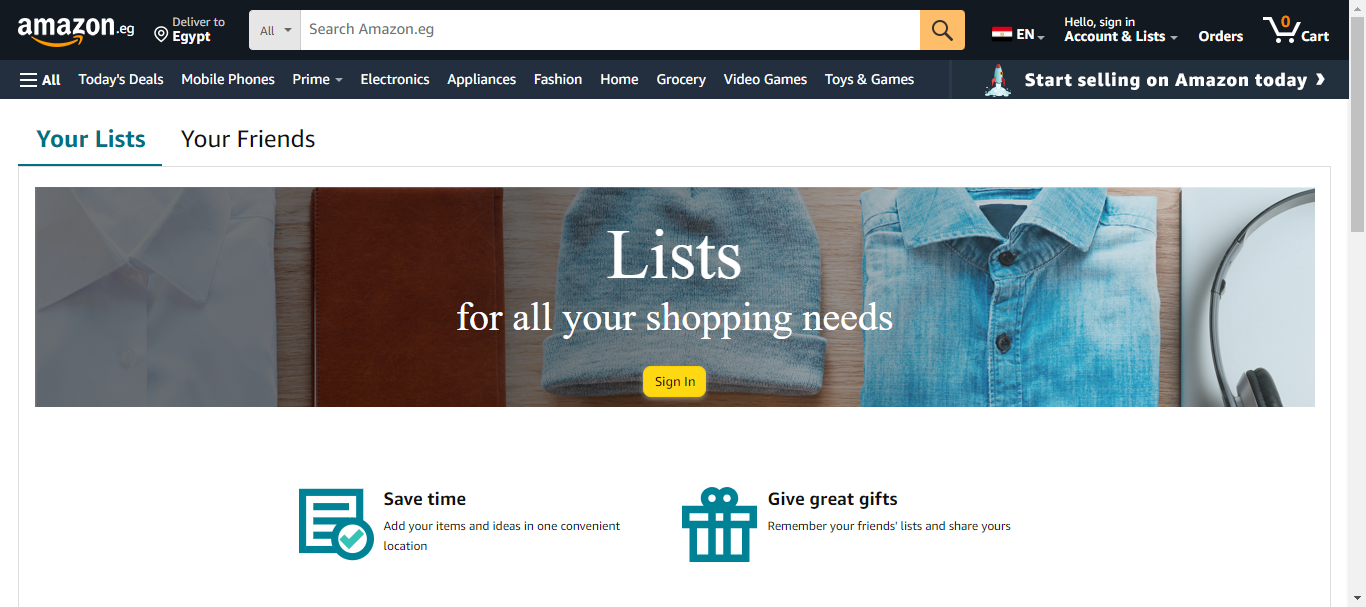 amazon.eg
Deliver to
Egypt
All
Search Amazon.eg
EN
Hello, sign in
Account & Lists
Orders
0
Cart
All
Today's Deals
Mobile Phones
Prime
Electronics
Appliances
Fashion
Home
Grocery
Video Games
Toys & Games
Start selling on Amazon today ❯
Your Lists
Your Friends
Lists
for all your shopping needs
Sign In
Save time
Add your items and ideas in one convenient
location
Give great gifts
Remember your friends' lists and share yours